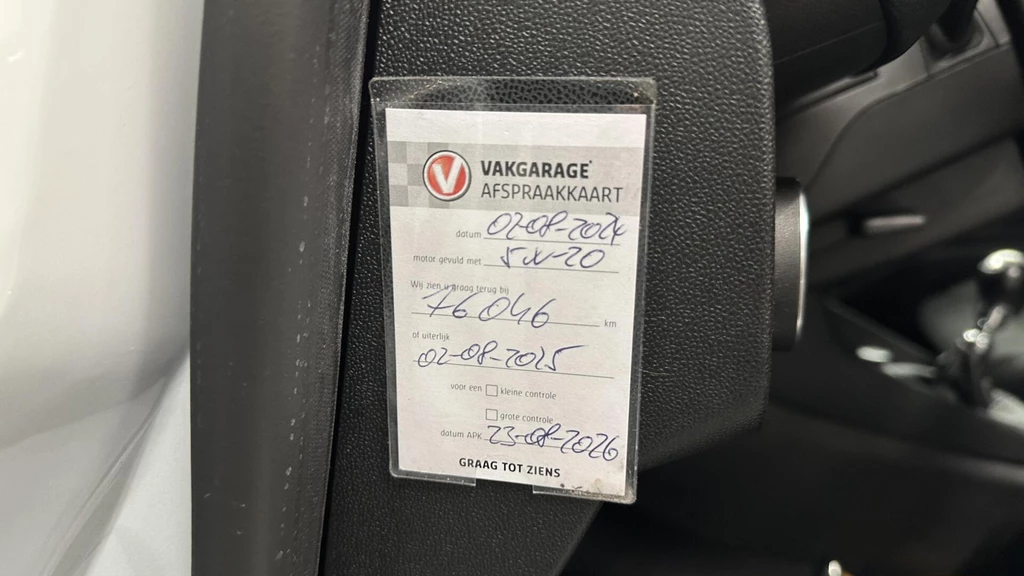 V
VAKGARAGE®
AFSPRAAKKAART
datum 02-08-2024
motor gevuld met 5W-20
Wij zien u graag terug bij
76046 km
of uiterlijk
02-08-2025
voor een kleine controle
grote controle
datum APK 23-08-2026
GRAAG TOT ZIENS